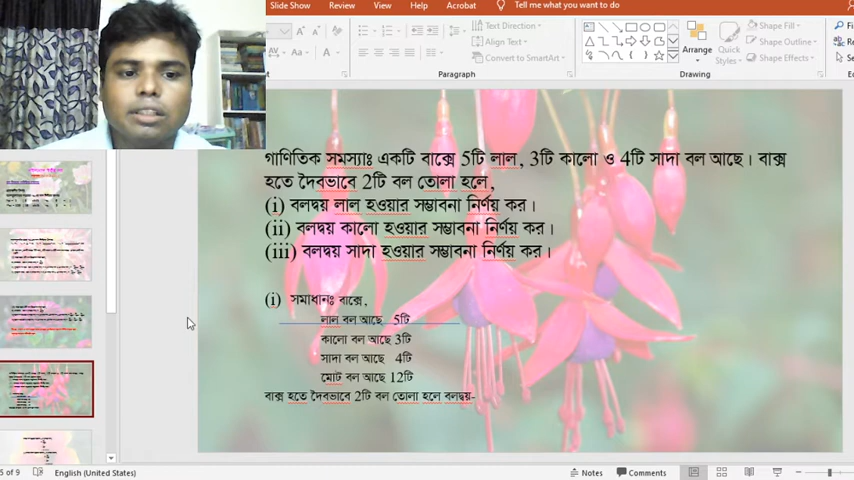 Slide Show Review View Help Acrobat Tell me what you want to do
Text Direction
Align Text
Convert to SmartArt
Arrange
Quick
Styles
Shape Fill
Shape Outline
Shape Effects
Paragraph
Drawing
গাণিতিক সমস্যাঃ একটি বাক্সে 5টি লাল, 3টি কালো ও 4টি সাদা বল আছে। বাক্স
হতে দৈবভাবে 2টি বল তোলা হলে,
(i) বলদ্বয় লাল হওয়ার সম্ভাবনা নির্ণয় কর।
(ii) বলদ্বয় কালো হওয়ার সম্ভাবনা নির্ণয় কর।
(iii) বলদ্বয় সাদা হওয়ার সম্ভাবনা নির্ণয় কর।
(i) সমাধানঃ বাক্সে,
লাল বল আছে 5টি
কালো বল আছে 3টি
সাদা বল আছে 4টি
মোট বল আছে 12টি
বাক্স হতে দৈবভাবে 2টি বল তোলা হলে বলদ্বয়-
5 of 9 English (United States) Notes Comments